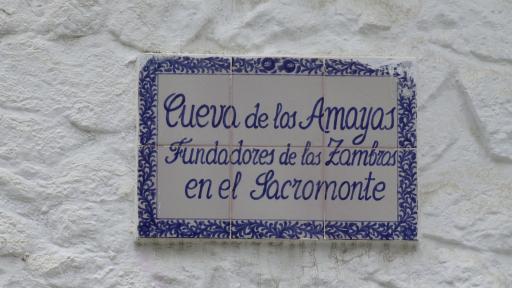 Cueva de los Amayas
Fundadores de las Zambras
en el Sacromonte